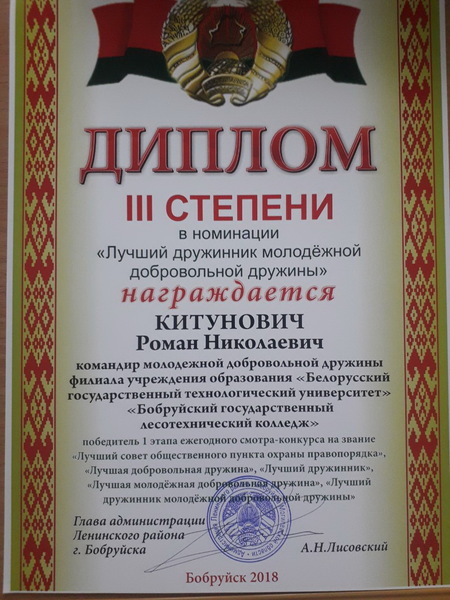 ДИПЛОМ
III СТЕПЕНИ
в номинации
«Лучший дружинник молодёжной
добровольной дружины»
награждается
КИТУНОВИЧ
Роман Николаевич
командир молодежной добровольной дружины
филиала учреждения образования «Белорусский
государственный технологический университет»
«Бобруйский государственный
лесотехнический колледж»
победитель 1 этапа ежегодного смотра-конкурса на звание
«Лучший совет общественного пункта охраны правопорядка»,
«Лучшая добровольная дружина», «Лучший дружинник»,
«Лучшая молодежная добровольная дружина», «Лучший
дружинник молодёжной добровольной дружины»
Глава администрации
Ленинского района
г. Бобруйска
А.Н.Лисовский
Бобруйск 2018